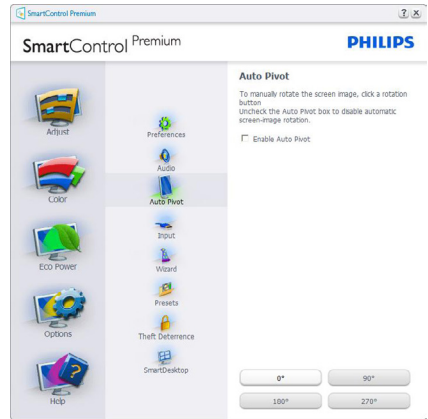 SmartControl Premium
SmartControl Premium
PHILIPS
Adjust
Color
Eco Power
Options
Help
Preferences
Audio
Auto Pivot
Input
Wizard
Presets
Theft Deterrence
SmartDesktop
Auto Pivot
To manually rotate the screen image, click a rotation
button
Uncheck the Auto Pivot box to disable automatic
screen-image rotation.
Enable Auto Pivot
0°
90°
180°
270°